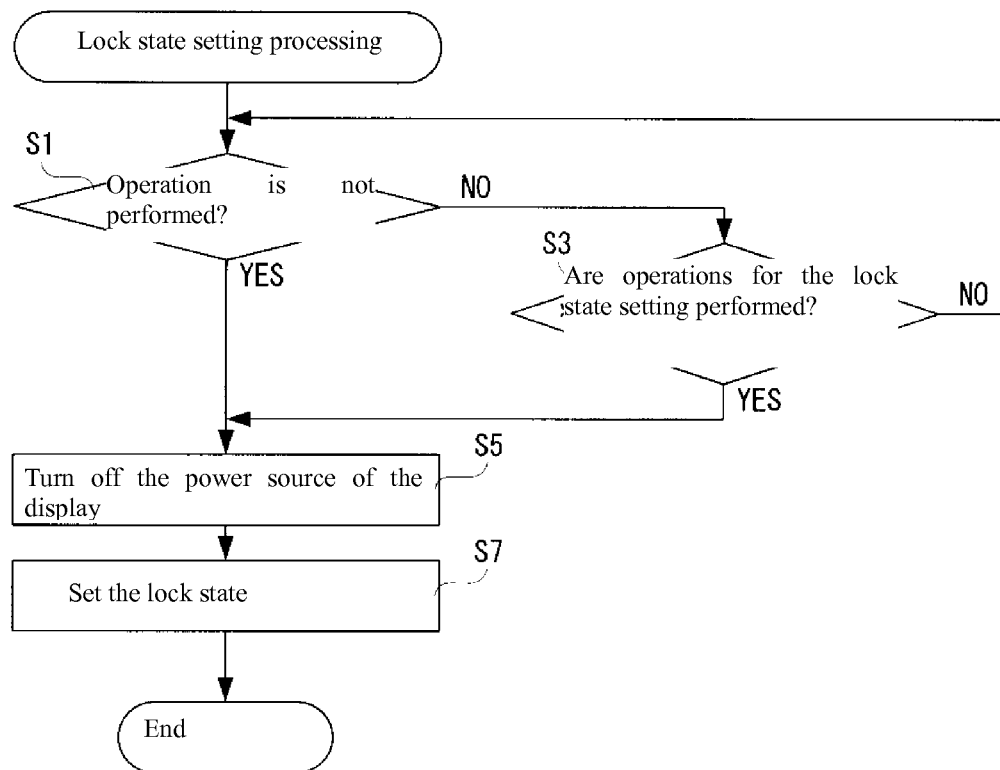 Lock state setting processing
S1
Operation is not
performed?
NO
YES
S3
Are operations for the lock
state setting performed?
NO
YES
S5
Turn off the power source of the
display
S7
Set the lock state
End